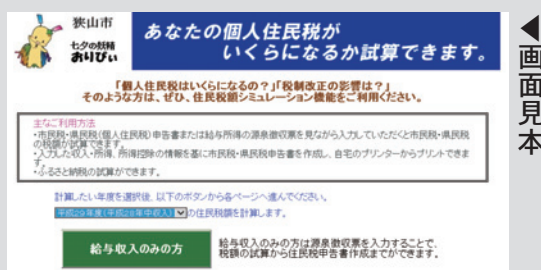 狭山市
七夕の妖精
おりぴぃ
あなたの個人住民税が
いくらになるか試算できます。
「個人住民税はいくらになるの?」「税制改正の影響は?」
そのような方は、ぜひ、住民税額シミュレーション機能をご利用ください。
主なご利用方法
・市民税・県民税(個人住民税)申告書または給与所得の源泉徴収票を見ながら入力していただくと市民税・県民税
の税額が試算できます。
・入力した収入・所得、所得控除の情報を基に市民税・県民税申告書を作成し、自宅のプリンターからプリントできま
す。
・ふるさと納税の試算ができます。
計算したい年度を選択後、以下のボタンから各ページへ進んでください。
平成29年度(平成28年中収入)の住民税額を計算します。
給与収入のみの方
給与収入のみの方は源泉徴収票を入力することで、
税額の試算から住民税申告書作成までができます。
◀画面見本